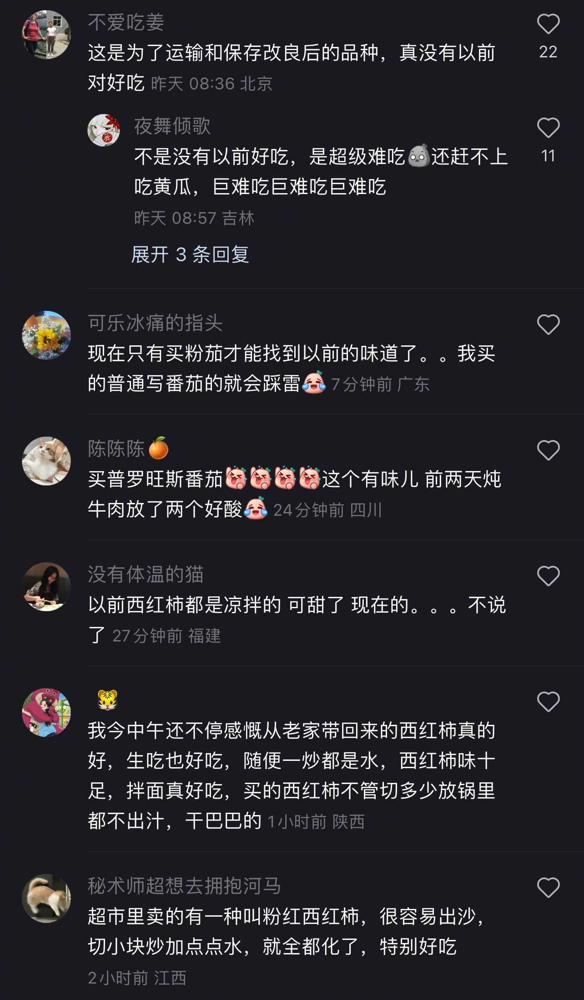 不爱吃姜
这是为了运输和保存改良后的品种，真没有以前
对好吃 昨天 08:36 北京
22
夜舞倾歌
不是没有以前好吃，是超级难吃还赶不上
吃黄瓜，巨难吃巨难吃巨难吃
昨天 08:57 吉林
11
展开 3 条回复
可乐冰痛的指头
现在只有买粉茄才能找到以前的味道了。。我买
的普通写番茄的就会踩雷 7分钟前 广东
陈陈陈🍊
买普罗旺斯番茄这个有味儿 前两天炖
牛肉放了两个好酸 24分钟前 四川
没有体温的猫
以前西红柿都是凉拌的 可甜了 现在的。。。不说
了 27分钟前 福建
🐯
我今中午还不停感慨从老家带回来的西红柿真的
好，生吃也好吃，随便一炒都是水，西红柿味十
足，拌面真好吃，买的西红柿不管切多少放锅里
都不出汁，干巴巴的 1小时前 陕西
秘术师超想去拥抱河马
超市里卖的有一种叫粉红西红柿，很容易出沙，
切小块炒加点点水，就全都化了，特别好吃
2小时前 江西